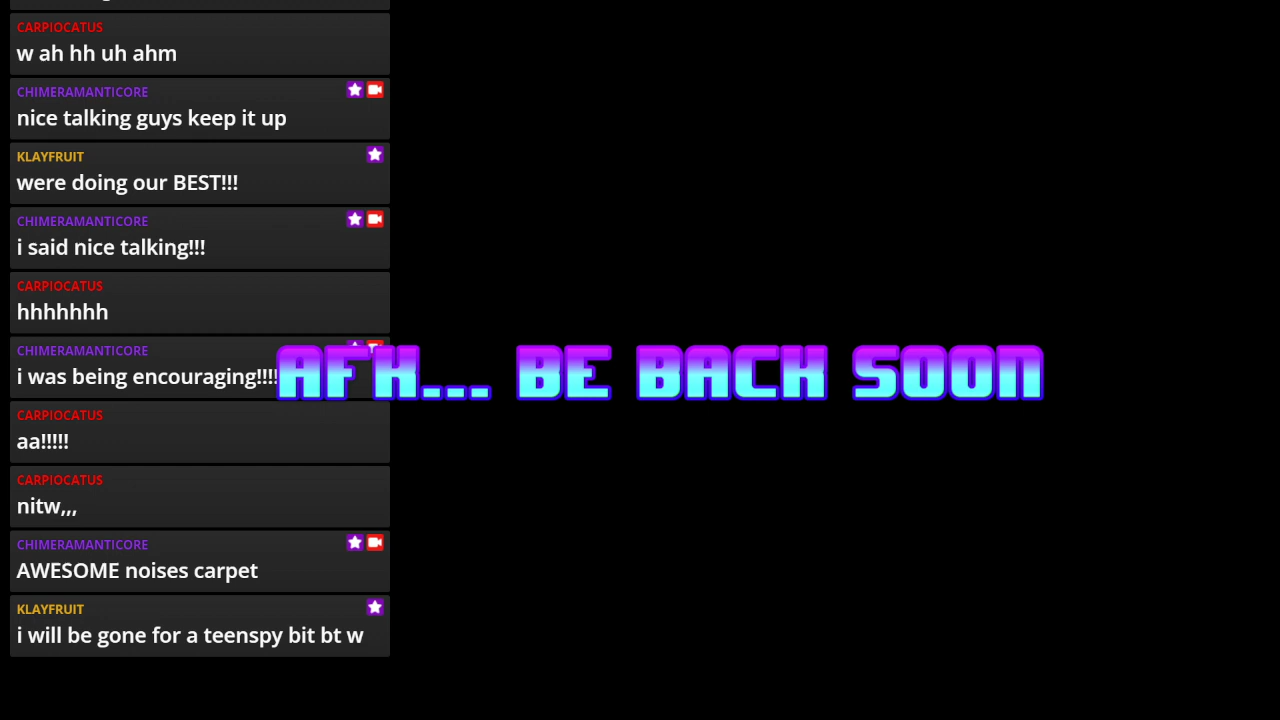 CARPIOCATUS
w ah hh uh ahm
CHIMERAMANTICORE
nice talking guys keep it up
KLAYFRUIT
were doing our BEST!!!
CHIMERAMANTICORE
i said nice talking!!!
CARPIOCATUS
hhhhhhh
CHIMERAMANTICORE
i was being encouraging!!!!
AFK... BE BACK SOON
CARPIOCATUS
aa!!!!!
CARPIOCATUS
nitw,,,
CHIMERAMANTICORE
AWESOME noises carpet
KLAYFRUIT
i will be gone for a teenspy bit bt w